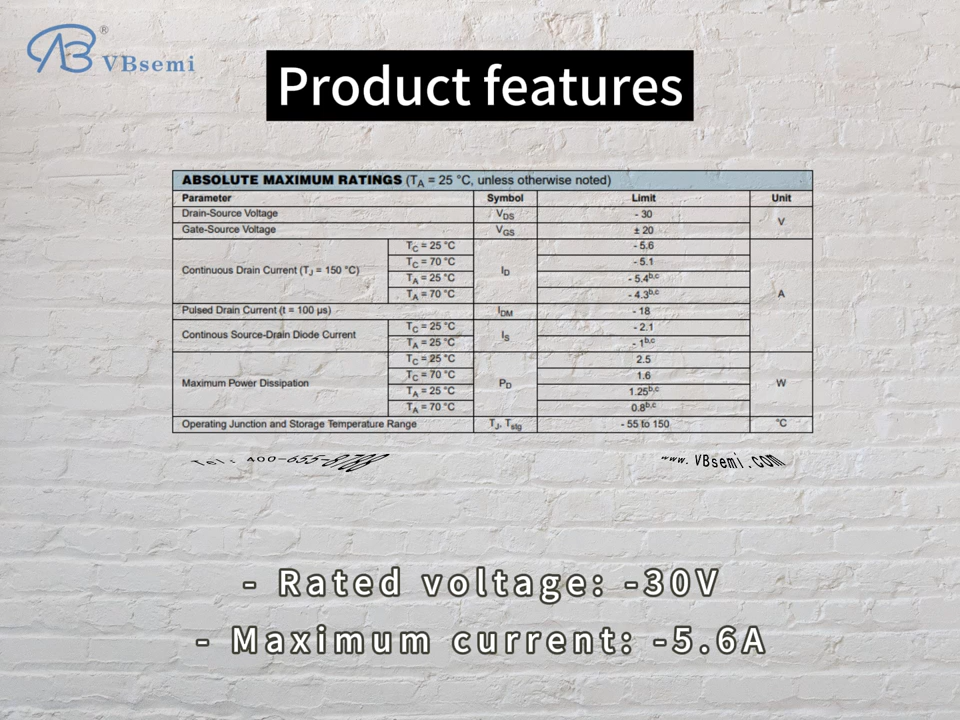 VBsemi
®
Product features
ABSOLUTE MAXIMUM RATINGS (TA = 25 °C, unless otherwise noted)
Parameter Symbol Limit Unit
Drain-Source Voltage VDS - 30 V
Gate-Source Voltage VGS ± 20
Continuous Drain Current (TJ = 150 °C) TC = 25 °C ID - 5.6 A
TC = 70 °C - 5.1
TA = 25 °C - 5.4b,c
TA = 70 °C - 4.3b,c
Pulsed Drain Current (t = 100 µs) IDM - 18
Continous Source-Drain Diode Current TC = 25 °C IS - 2.1
TA = 25 °C - 1b,c
Maximum Power Dissipation TC = 25 °C PD 2.5 W
TC = 70 °C 1.6
TA = 25 °C 1.25b,c
TA = 70 °C 0.8b,c
Operating Junction and Storage Temperature Range TJ, Tstg - 55 to 150 °C
Tel: 400-655-8788 www.VBsemi.com
- Rated voltage: -30V
- Maximum current: -5.6A